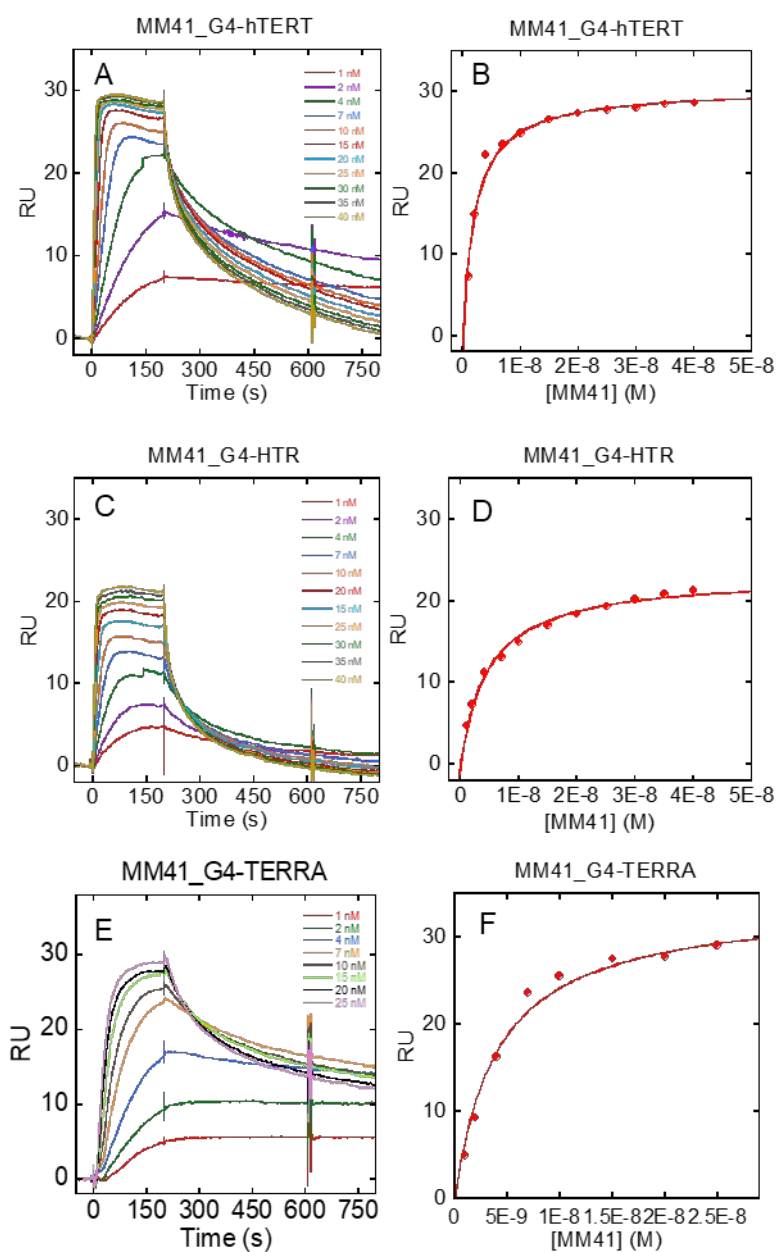 MM41_G4-hTERT
A
1 nM
2 nM
4 nM
7 nM
10 nM
15 nM
20 nM
25 nM
30 nM
35 nM
40 nM
30
20
10
0
RU
0 150 300 450 600 750
Time (s)
MM41_G4-hTERT
B
30
20
10
0
RU
0 1E-8 2E-8 3E-8 4E-8 5E-8
[MM41] (M)
MM41_G4-HTR
C
1 nM
2 nM
4 nM
7 nM
10 nM
20 nM
15 nM
25 nM
30 nM
35 nM
40 nM
30
20
10
0
RU
0 150 300 450 600 750
Time (s)
MM41_G4-HTR
D
30
20
10
0
RU
0 1E-8 2E-8 3E-8 4E-8 5E-8
[MM41] (M)
MM41_G4-TERRA
E
1 nM
2 nM
4 nM
7 nM
10 nM
15 nM
20 nM
25 nM
40
30
20
10
0
RU
0 150 300 450 600 750
Time (s)
MM41_G4-TERRA
F
40
30
20
10
0
RU
0 5E-9 1E-8 1.5E-8 2E-8 2.5E-8
[MM41] (M)